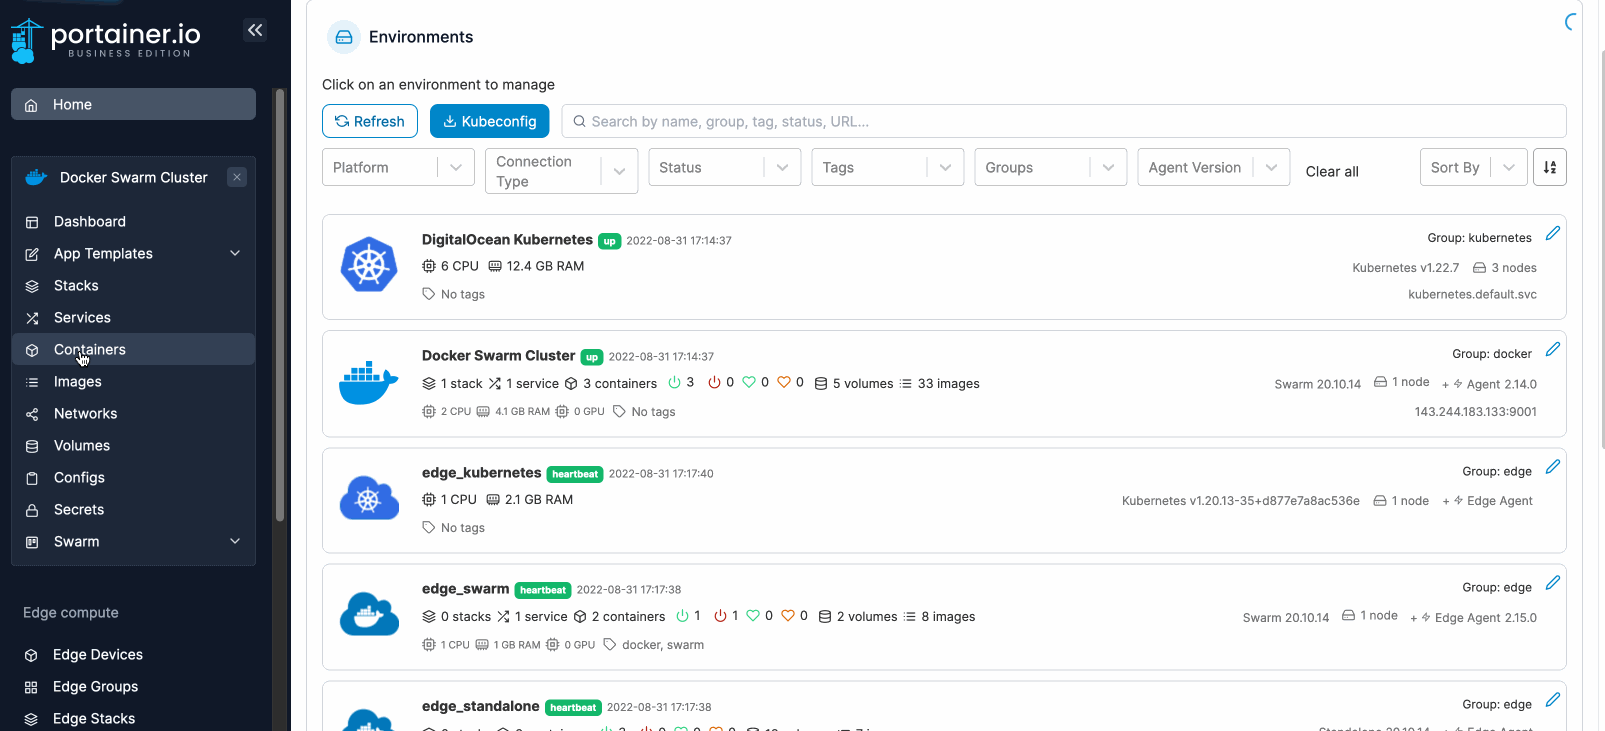 portainer.io
BUSINESS EDITION
Home
Docker Swarm Cluster
Dashboard
App Templates
Stacks
Services
Containers
Images
Networks
Volumes
Configs
Secrets
Swarm
Edge compute
Edge Devices
Edge Groups
Edge Stacks
Environments
Click on an environment to manage
Refresh
Kubeconfig
Search by name, group, tag, status, URL...
Platform
Connection
Type
Status
Tags
Groups
Agent Version
Clear all
Sort By
DigitalOcean Kubernetes up 2022-08-31 17:14:37
Group: kubernetes
6 CPU 12.4 GB RAM
Kubernetes v1.22.7 3 nodes
No tags
kubernetes.default.svc
Docker Swarm Cluster up 2022-08-31 17:14:37
Group: docker
1 stack 1 service 3 containers 3 0 0 0 5 volumes 33 images
Swarm 20.10.14 1 node + Agent 2.14.0
2 CPU 4.1 GB RAM 0 GPU No tags
143.244.183.133:9001
edge_kubernetes heartbeat 2022-08-31 17:17:40
Group: edge
1 CPU 2.1 GB RAM
Kubernetes v1.20.13-35+d877e7a8ac536e 1 node + Edge Agent
No tags
edge_swarm heartbeat 2022-08-31 17:17:38
Group: edge
0 stacks 1 service 2 containers 1 1 0 0 2 volumes 8 images
Swarm 20.10.14 1 node + Edge Agent 2.15.0
1 CPU 1 GB RAM 0 GPU docker, swarm
edge_standalone heartbeat 2022-08-31 17:17:38
Group: edge